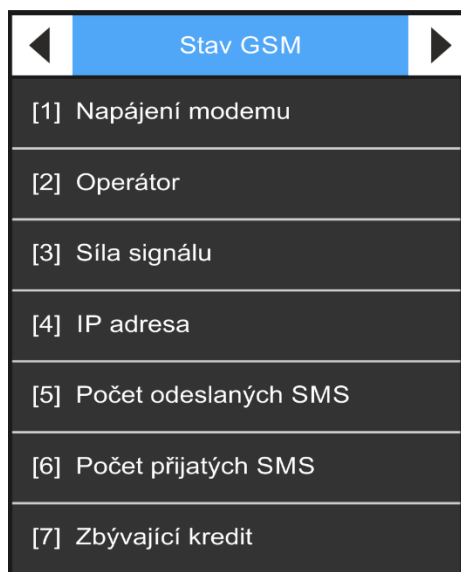 Stav GSM
[1] Napájení modemu
[2] Operátor
[3] Síla signálu
[4] IP adresa
[5] Počet odeslaných SMS
[6] Počet přijatých SMS
[7] Zbývající kredit